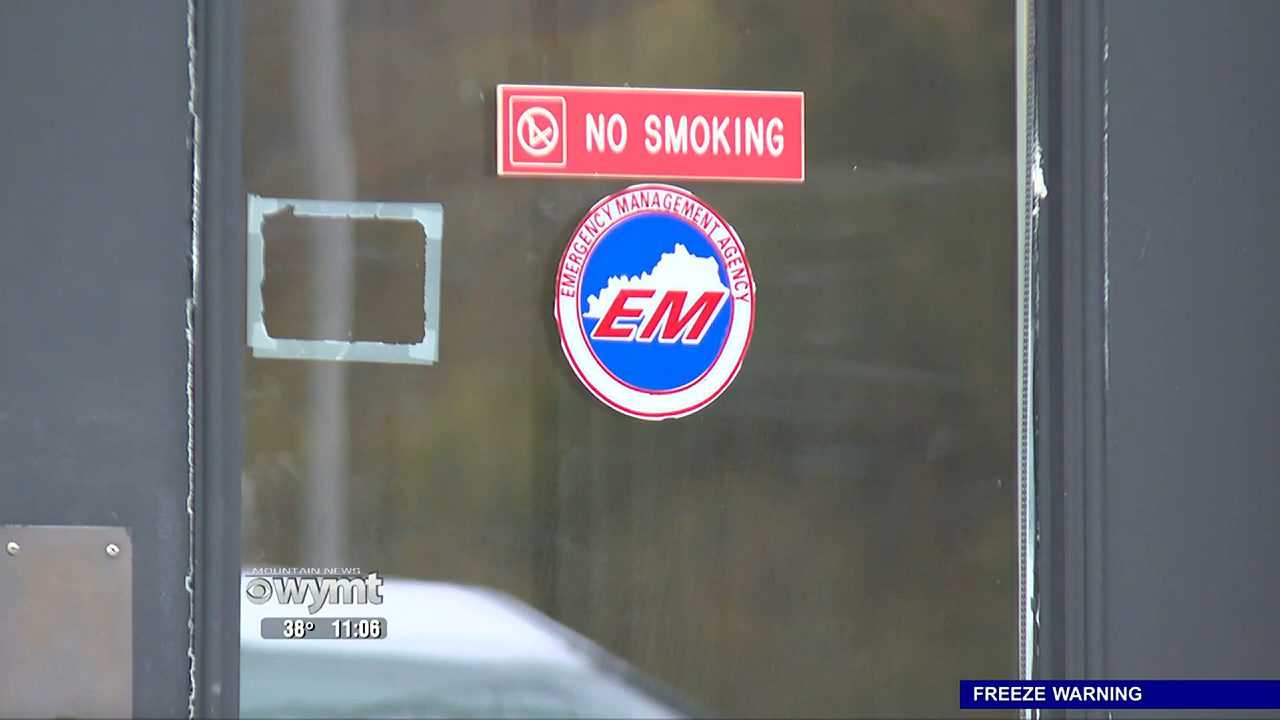 NO SMOKING
EMERGENCY MANAGEMENT AGENCY
EM
MOUNTAIN NEWS
wymt
38° 11:06
FREEZE WARNING